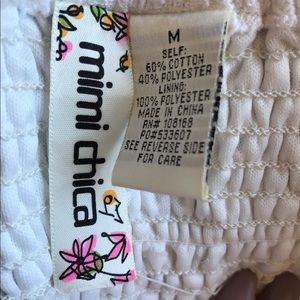 mimi chica
M
SELF:
60% COTTON
40% POLYESTER
LINING:
100% POLYESTER
MADE IN CHINA
RN# 108168
PO#533607
SEE REVERSE SIDE
FOR CARE